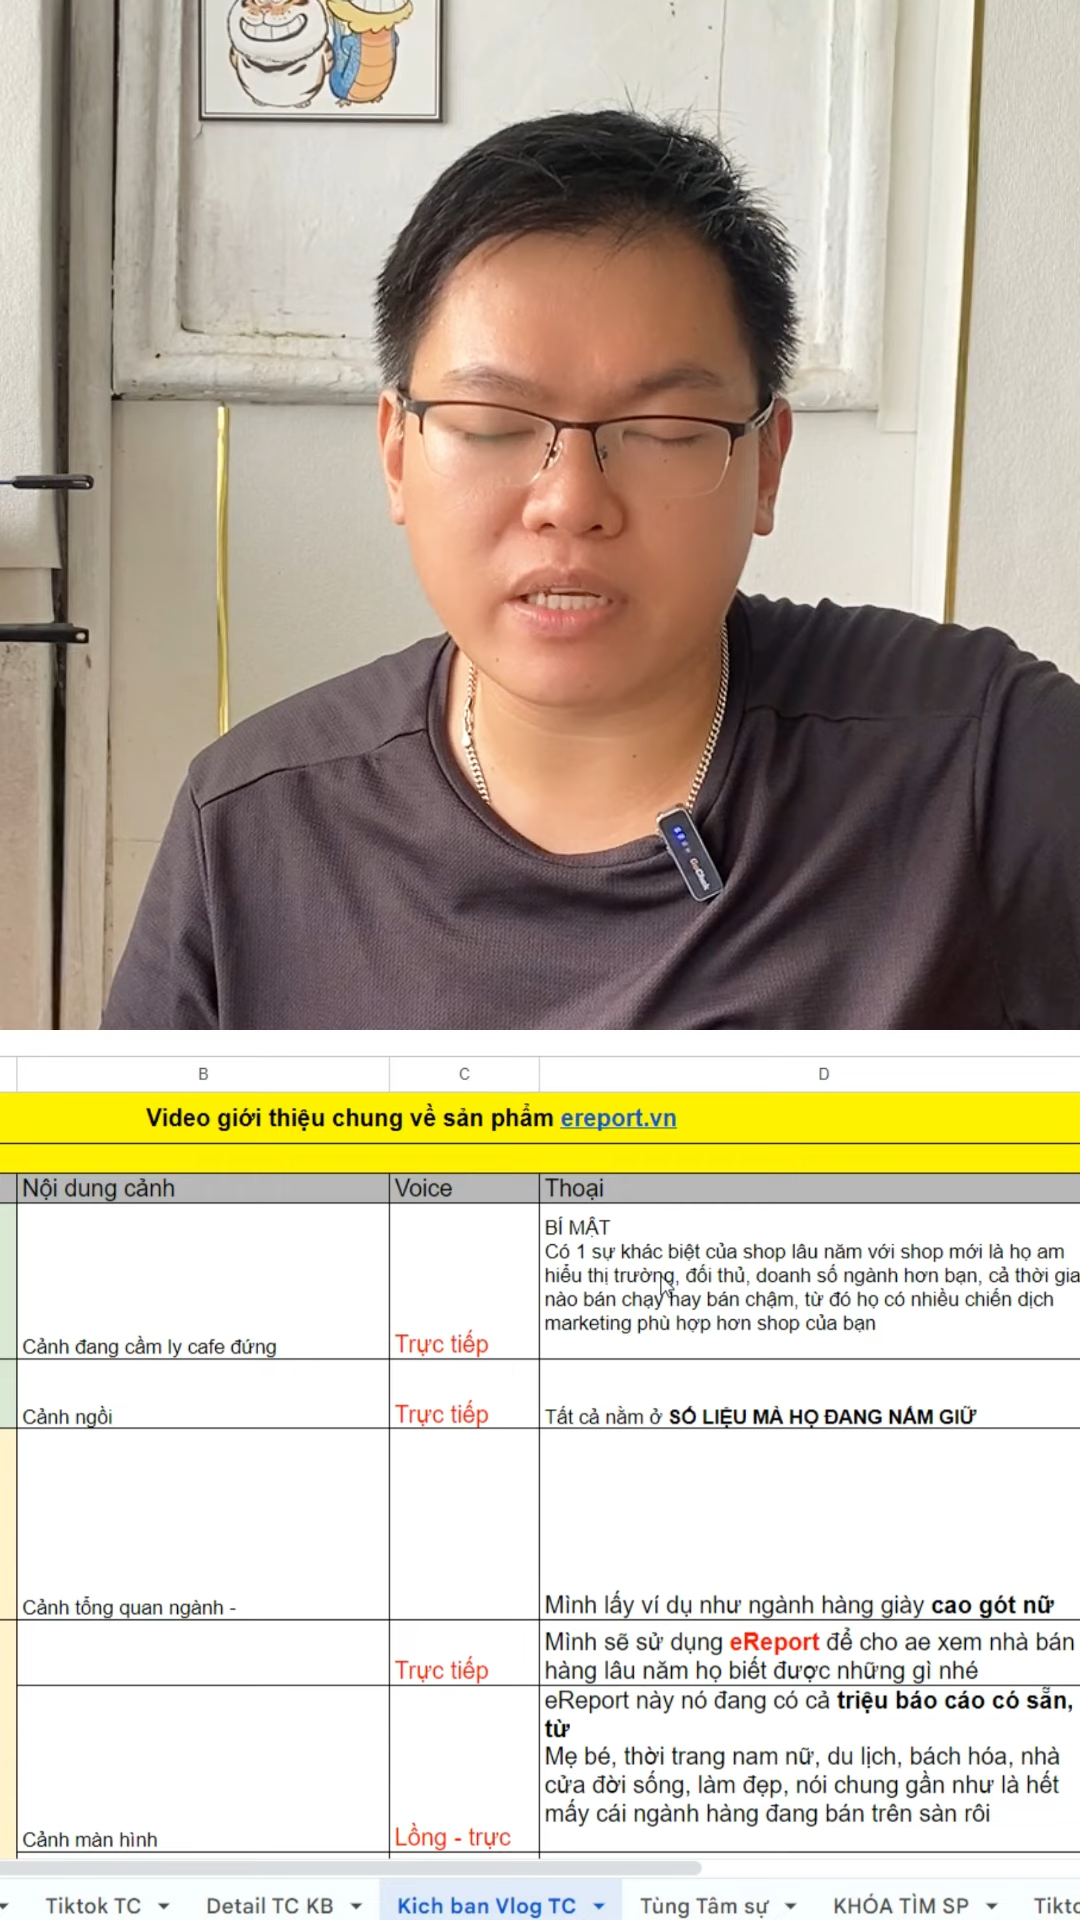 GoChek
B
C
D
Video giới thiệu chung về sản phẩm ereport.vn
Nội dung cảnh
Voice
Thoại
BÍ MẬT
Có 1 sự khác biệt của shop lâu năm với shop mới là họ am
hiểu thị trường, đối thủ, doanh số ngành hơn bạn, cả thời gia
nào bán chạy hay bán chậm, từ đó họ có nhiều chiến dịch
marketing phù hợp hơn shop của bạn
Cảnh đang cầm ly cafe đứng
Trực tiếp
Cảnh ngồi
Trực tiếp
Tất cả nằm ở SỐ LIỆU MÀ HỌ ĐANG NẮM GIỮ
Cảnh tổng quan ngành -
Mình lấy ví dụ như ngành hàng giày cao gót nữ
Trực tiếp
Mình sẽ sử dụng eReport để cho ae xem nhà bán
hàng lâu năm họ biết được những gì nhé
eReport này nó đang có cả triệu báo cáo có sẵn,
từ
Mẹ bé, thời trang nam nữ, du lịch, bách hóa, nhà
cửa đời sống, làm đẹp, nói chung gần như là hết
mấy cái ngành hàng đang bán trên sàn rôi
Cảnh màn hình
Lồng - trực
Tiktok TC
Detail TC KB
Kich ban Vlog TC
Tùng Tâm sự
KHÓA TÌM SP
Tikto